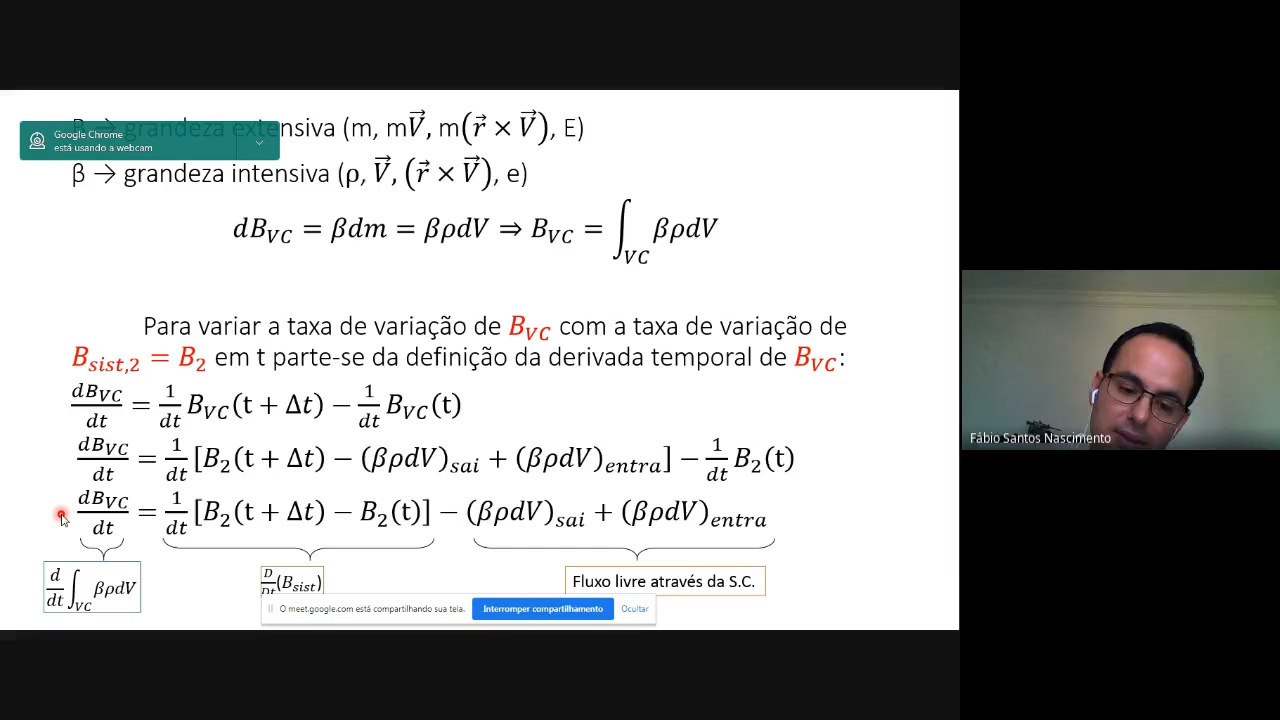 B → grandeza extensiva (m, mV⃗, m(r⃗ × V⃗), E)
Google Chrome
está usando a webcam
β → grandeza intensiva (ρ, V⃗, (r⃗ × V⃗), e)
dB_VC = βdm = βρdV ⇒ B_VC = ∫_VC βρdV
Para variar a taxa de variação de B_VC com a taxa de variação de
B_sist,2 = B_2 em t parte-se da definição da derivada temporal de B_VC:
dB_VC/dt = 1/dt B_VC(t + Δt) − 1/dt B_VC(t)
dB_VC/dt = 1/dt [B_2(t + Δt) − (βρdV)_sai + (βρdV)_entra] − 1/dt B_2(t)
dB_VC/dt = 1/dt [B_2(t + Δt) − B_2(t)] − (βρdV)_sai + (βρdV)_entra
d/dt ∫_VC βρdV
D/Dt (B_sist)
Fluxo livre através da S.C.
O meet.google.com está compartilhando sua tela.
Interromper compartilhamento
Ocultar
Fábio Santos Nascimento